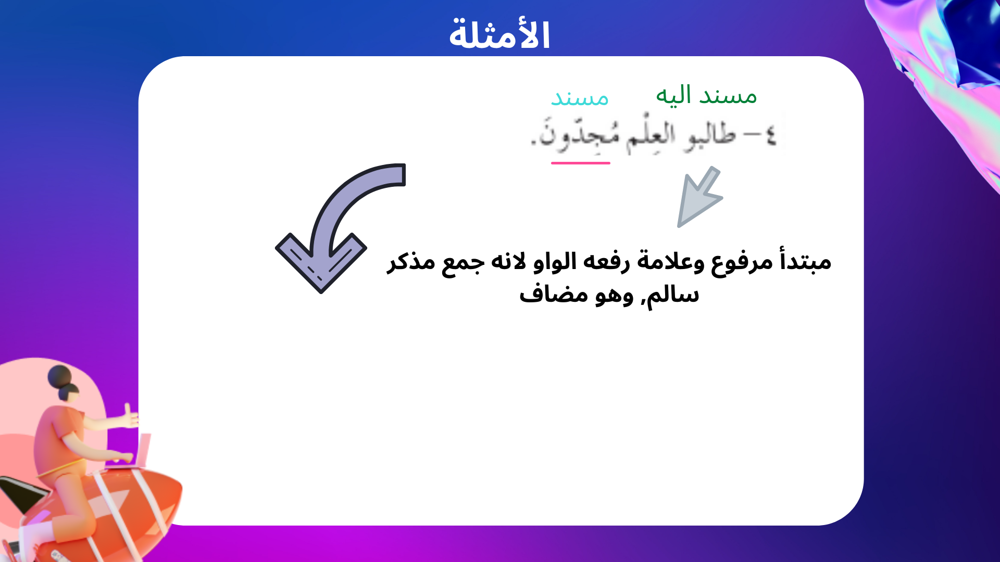 الأمثلة
مسند اليه
مسند
٤– طالبو العِلْم مُجِدّونَ.
مبتدأ مرفوع وعلامة رفعه الواو لانه جمع مذكر
سالم, وهو مضاف